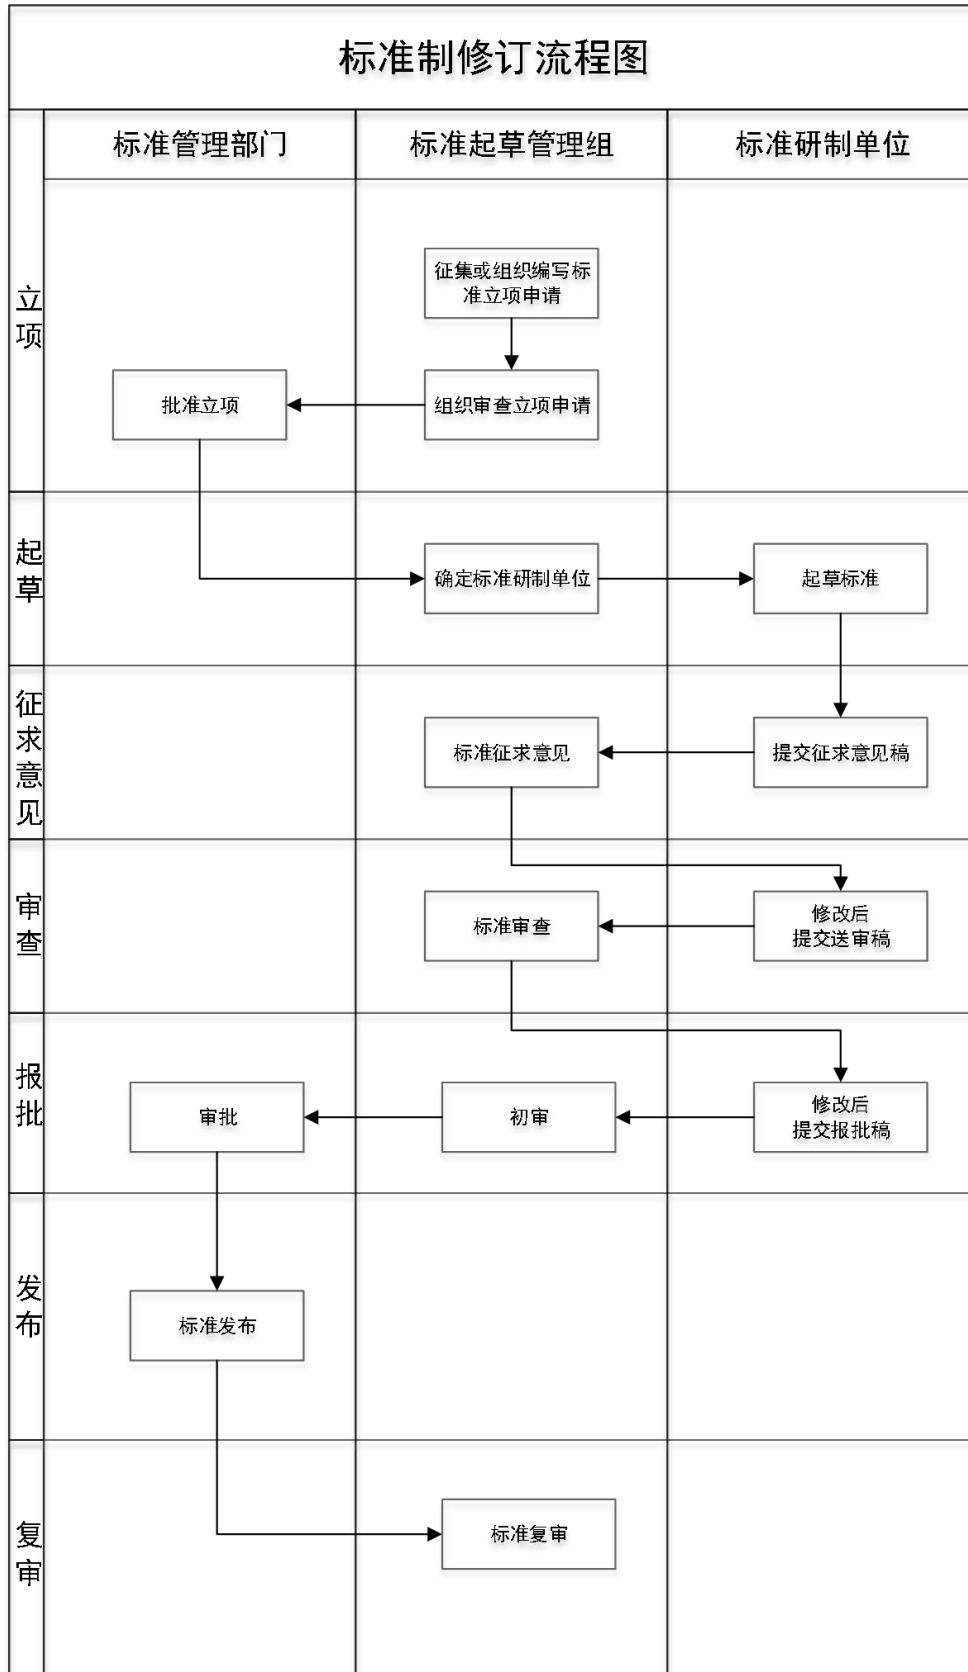 标准制修订流程图
标准管理部门
标准起草管理组
标准研制单位
立
项
征集或组织编写标
准立项申请
批准立项
组织审查立项申请
起
草
确定标准研制单位
起草标准
征
求
意
见
标准征求意见
提交征求意见稿
审
查
标准审查
修改后
提交送审稿
报
批
审批
初审
修改后
提交报批稿
发
布
标准发布
复
审
标准复审